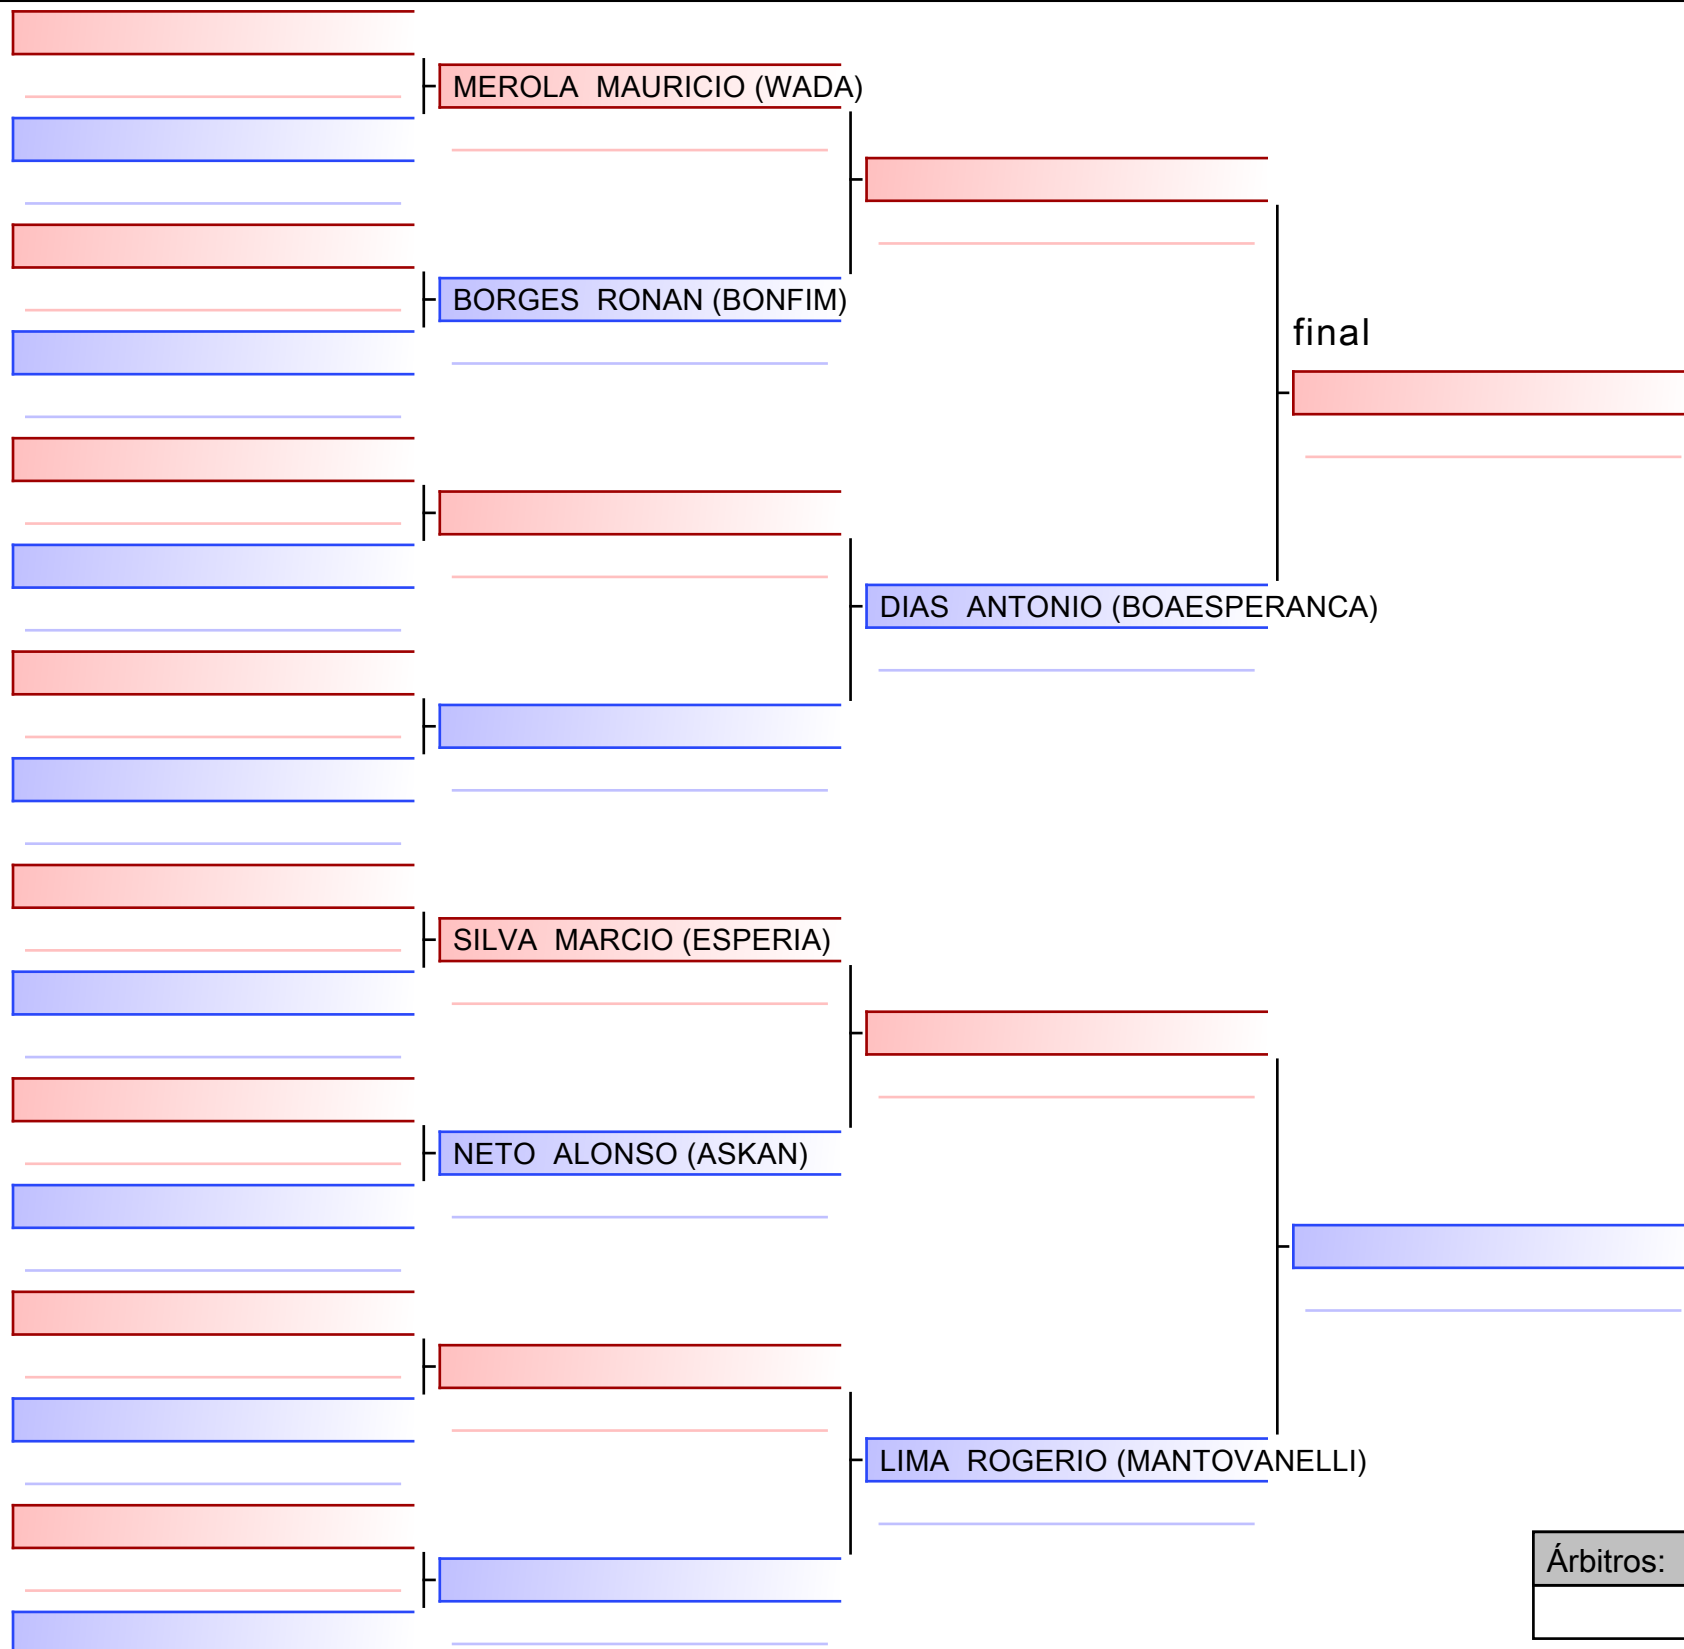 MEROLA MAURICIO (WADA)
BORGES RONAN (BONFIM)
final
DIAS ANTONIO (BOAESPERANCA)
SILVA MARCIO (ESPERIA)
NETO ALONSO (ASKAN)
LIMA ROGERIO (MANTOVANELLI)
Árbitros: